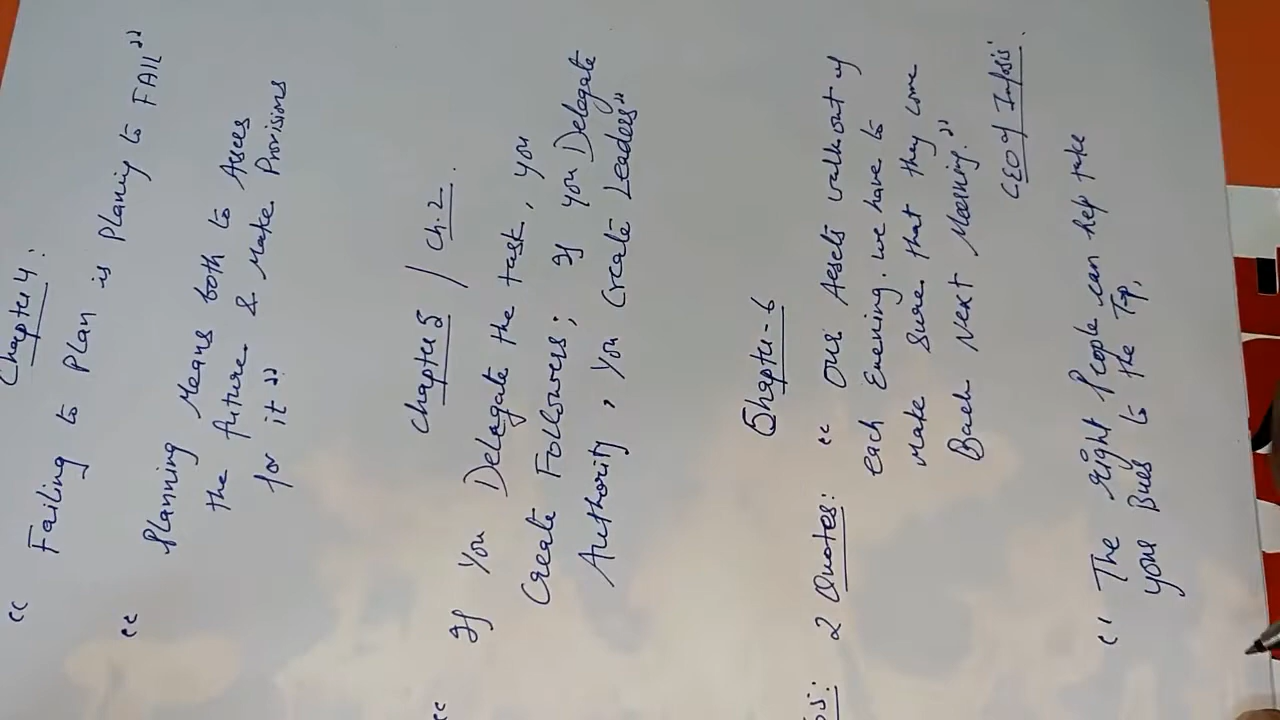 Chapter 4:
“ Failing to Plan is Planing to FAIL”
“ Planning Means both to Asses
the future & Make Provisions
for it”
Chapter 5 / Ch. 2.
“ If You Delegate the task, you
Create Followers; If you Delegate
Authority, You Create Leaders”
Chapter-6
2 Quotes: “ Our Assets walkout of
each Evening. we have to
Make Sure that they come
Back Next Morning.”
CEO of Infosis'.
“ The right People can help take
your Bues to the Top.